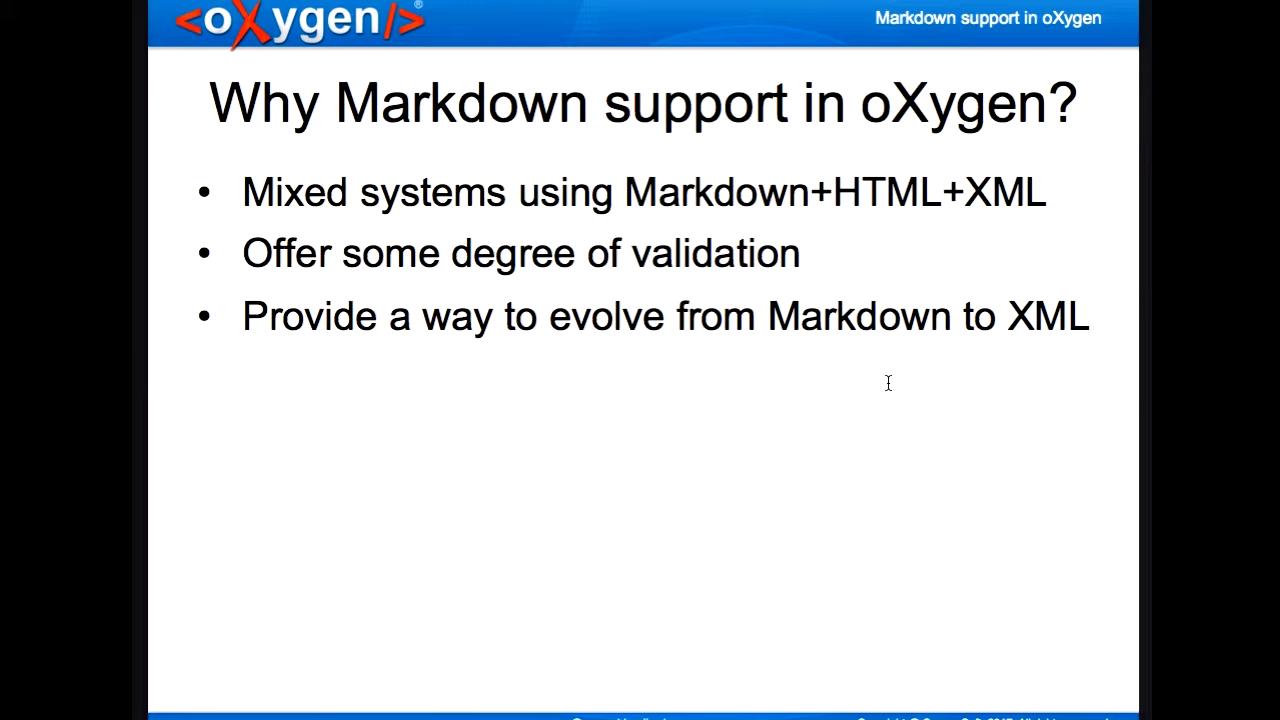 <oXygen/>®
Markdown support in oXygen
Why Markdown support in oXygen?
• Mixed systems using Markdown+HTML+XML
• Offer some degree of validation
• Provide a way to evolve from Markdown to XML